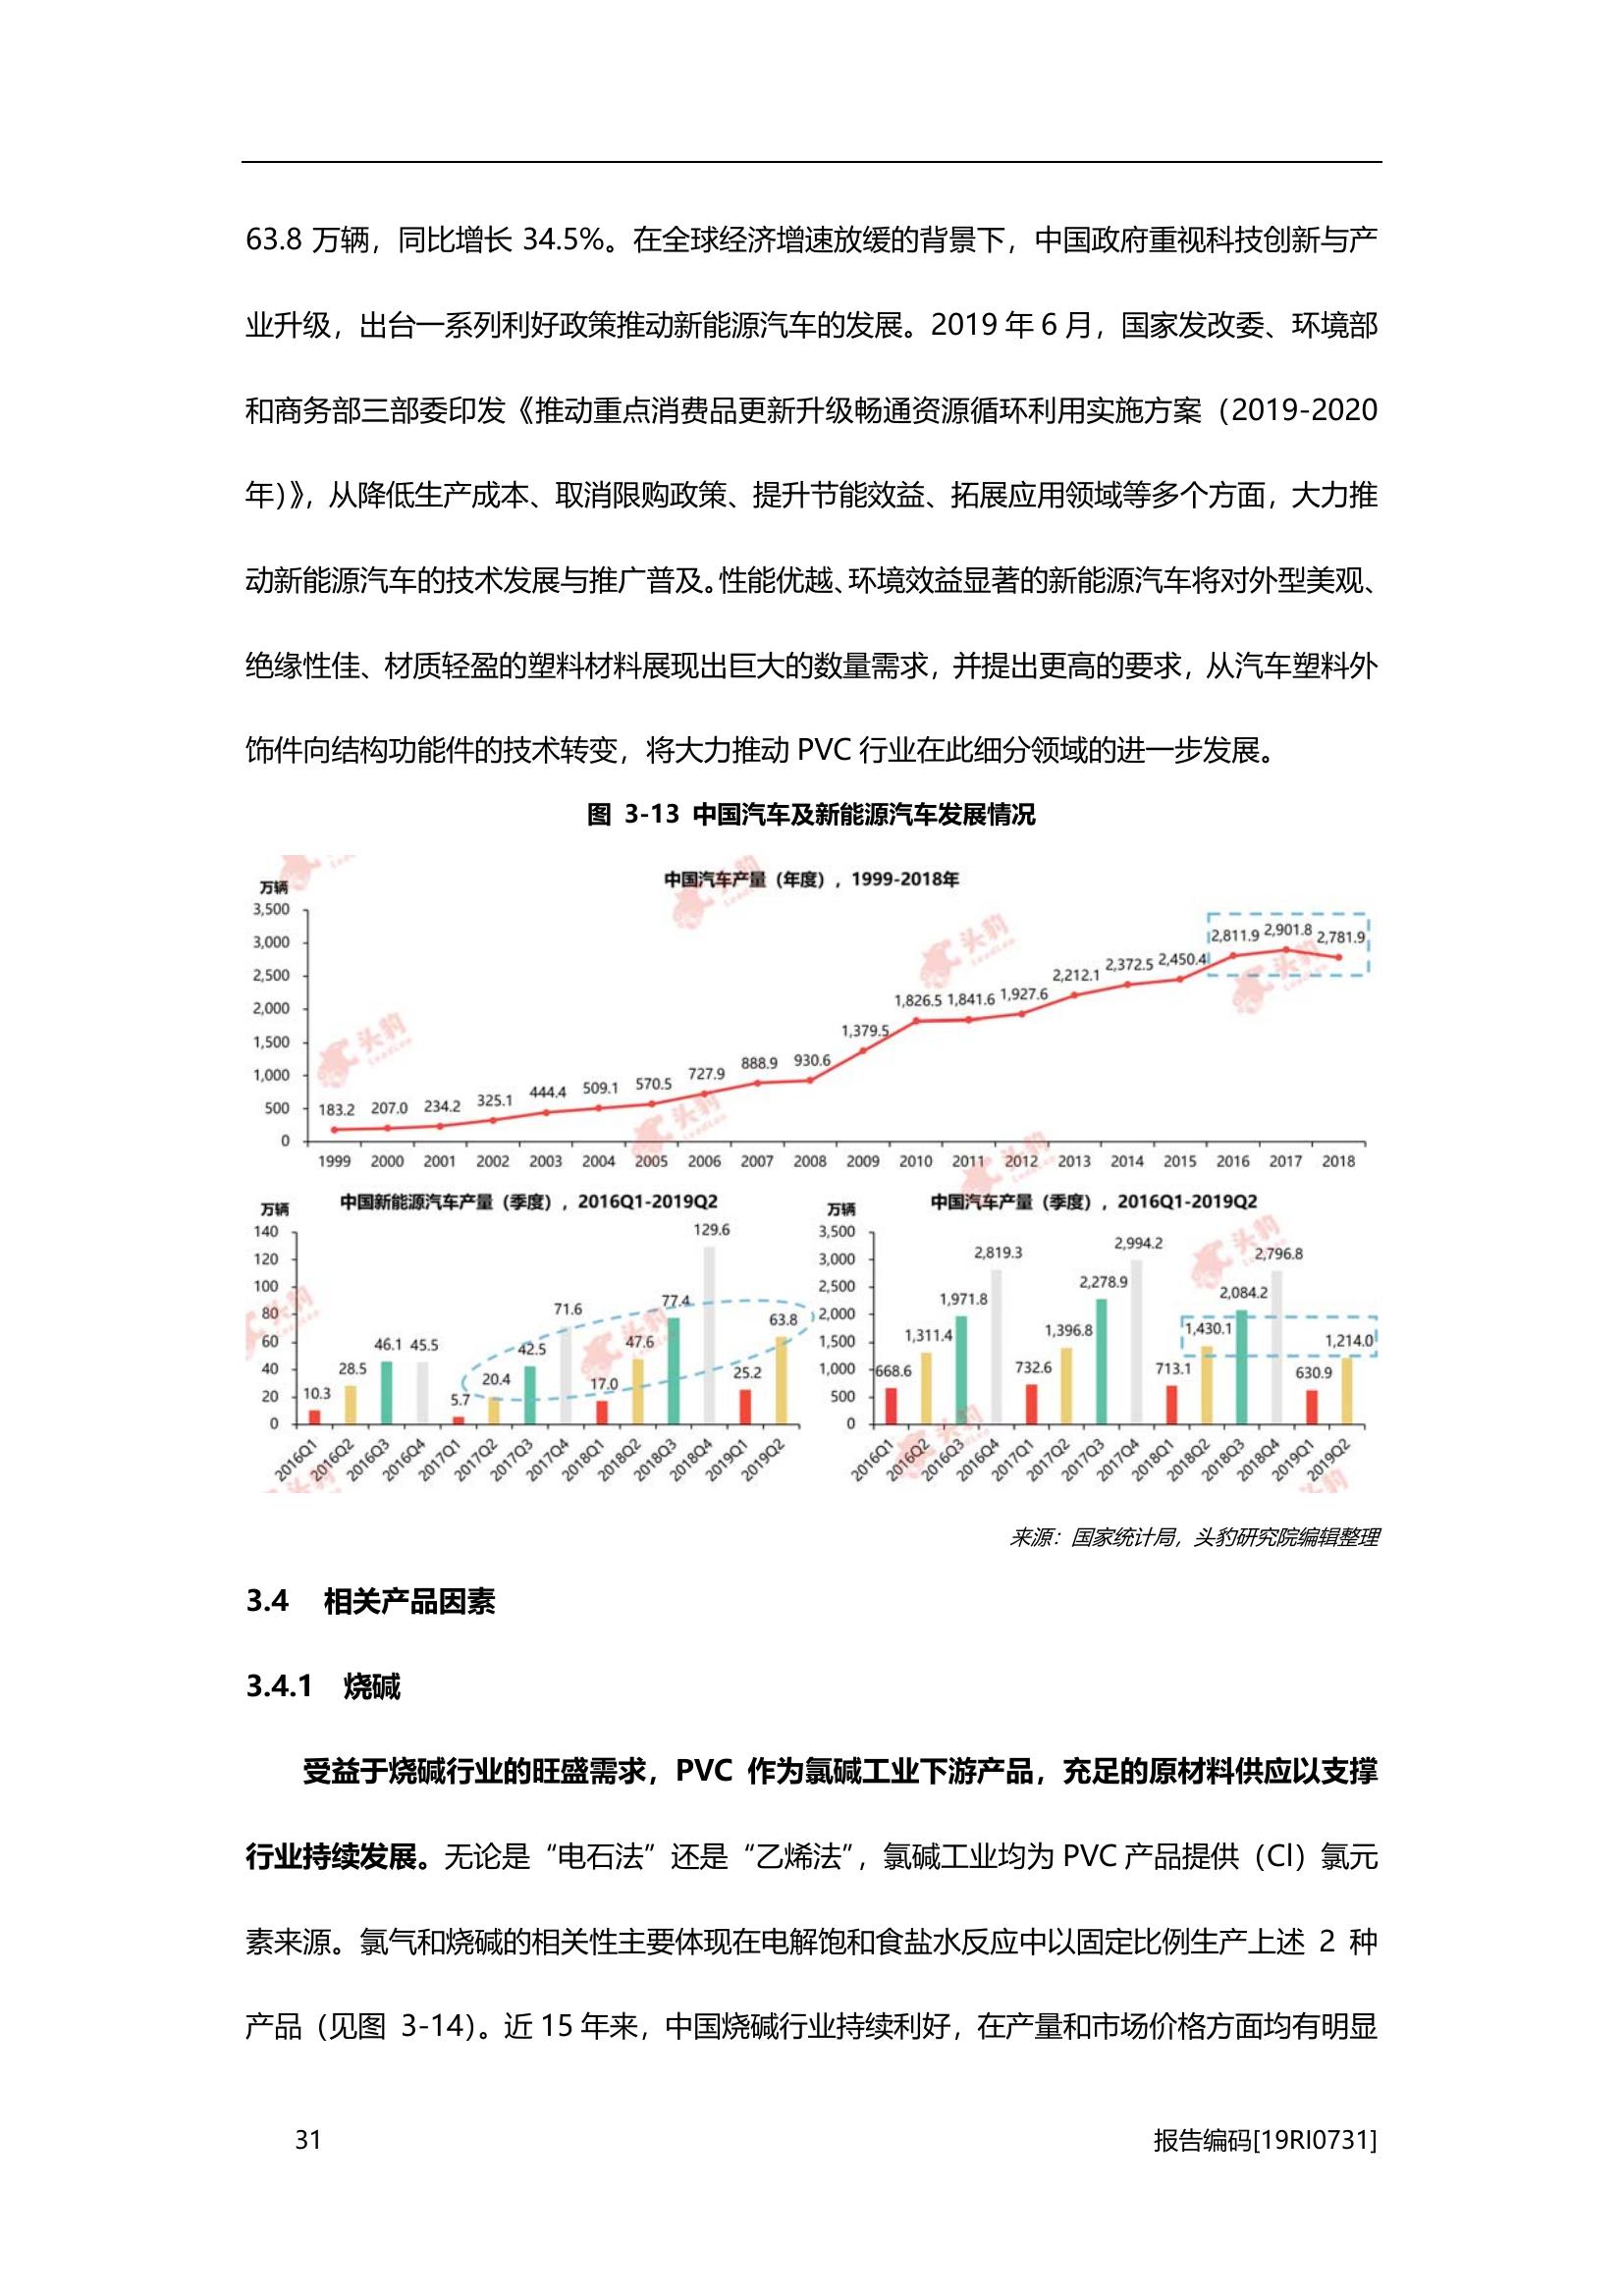 63.8 万辆，同比增长 34.5%。在全球经济增速放缓的背景下，中国政府重视科技创新与产
业升级，出台一系列利好政策推动新能源汽车的发展。2019 年 6 月，国家发改委、环境部
和商务部三部委印发《推动重点消费品更新升级畅通资源循环利用实施方案（2019-2020
年）》，从降低生产成本、取消限购政策、提升节能效益、拓展应用领域等多个方面，大力推
动新能源汽车的技术发展与推广普及。性能优越、环境效益显著的新能源汽车将对外型美观、
绝缘性佳、材质轻盈的塑料材料展现出巨大的数量需求，并提出更高的要求，从汽车塑料外
饰件向结构功能件的技术转变，将大力推动 PVC 行业在此细分领域的进一步发展。
图 3-13 中国汽车及新能源汽车发展情况
中国汽车产量（年度），1999-2018年
万辆
3,500
3,000
2,500
2,000
1,500
1,000
500
0
183.2 207.0 234.2 325.1 444.4 509.1 570.5 727.9 888.9 930.6 1,379.5 1,826.5 1,841.6 1,927.6 2,212.1 2,372.5 2,450.4 2,811.9 2,901.8 2,781.9
1999 2000 2001 2002 2003 2004 2005 2006 2007 2008 2009 2010 2011 2012 2013 2014 2015 2016 2017 2018
中国新能源汽车产量（季度），2016Q1-2019Q2
万辆
140
120
100
80
60
40
20
0
10.3 28.5 46.1 45.5 5.7 20.4 42.5 71.6 17.0 47.6 77.4 129.6 25.2 63.8
2016Q1 2016Q2 2016Q3 2016Q4 2017Q1 2017Q2 2017Q3 2017Q4 2018Q1 2018Q2 2018Q3 2018Q4 2019Q1 2019Q2
中国汽车产量（季度），2016Q1-2019Q2
万辆
3,500
3,000
2,500
2,000
1,500
1,000
500
0
668.6 1,311.4 1,971.8 2,819.3 732.6 1,396.8 2,278.9 2,994.2 713.1 1,430.1 2,084.2 2,796.8 630.9 1,214.0
2016Q1 2016Q2 2016Q3 2016Q4 2017Q1 2017Q2 2017Q3 2017Q4 2018Q1 2018Q2 2018Q3 2018Q4 2019Q1 2019Q2
头豹
LeadLeo
来源：国家统计局，头豹研究院编辑整理
3.4 相关产品因素
3.4.1 烧碱
受益于烧碱行业的旺盛需求，PVC 作为氯碱工业下游产品，充足的原材料供应以支撑
行业持续发展。无论是“电石法”还是“乙烯法”，氯碱工业均为 PVC 产品提供（Cl）氯元
素来源。氯气和烧碱的相关性主要体现在电解饱和食盐水反应中以固定比例生产上述 2 种
产品（见图 3-14）。近 15 年来，中国烧碱行业持续利好，在产量和市场价格方面均有明显
31
报告编码[19RI0731]